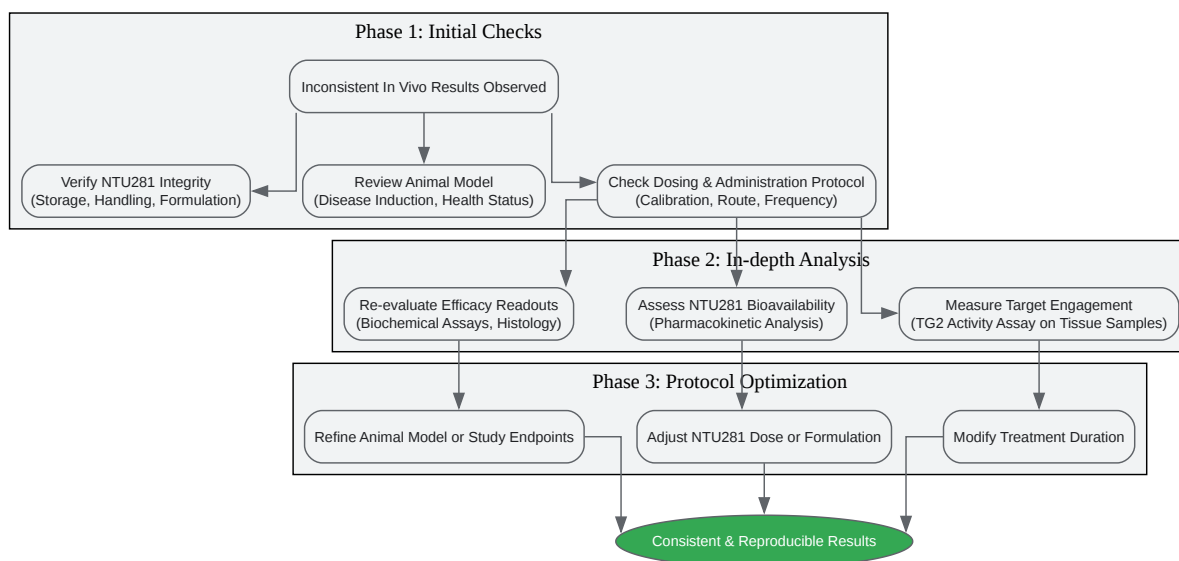 Phase 1: Initial Checks
Inconsistent In Vivo Results Observed
Verify NTU281 Integrity
(Storage, Handling, Formulation)
Review Animal Model
(Disease Induction, Health Status)
Check Dosing & Administration Protocol
(Calibration, Route, Frequency)
Phase 2: In-depth Analysis
Re-evaluate Efficacy Readouts
(Biochemical Assays, Histology)
Assess NTU281 Bioavailability
(Pharmacokinetic Analysis)
Measure Target Engagement
(TG2 Activity Assay on Tissue Samples)
Phase 3: Protocol Optimization
Refine Animal Model or Study Endpoints
Adjust NTU281 Dose or Formulation
Modify Treatment Duration
Consistent & Reproducible Results